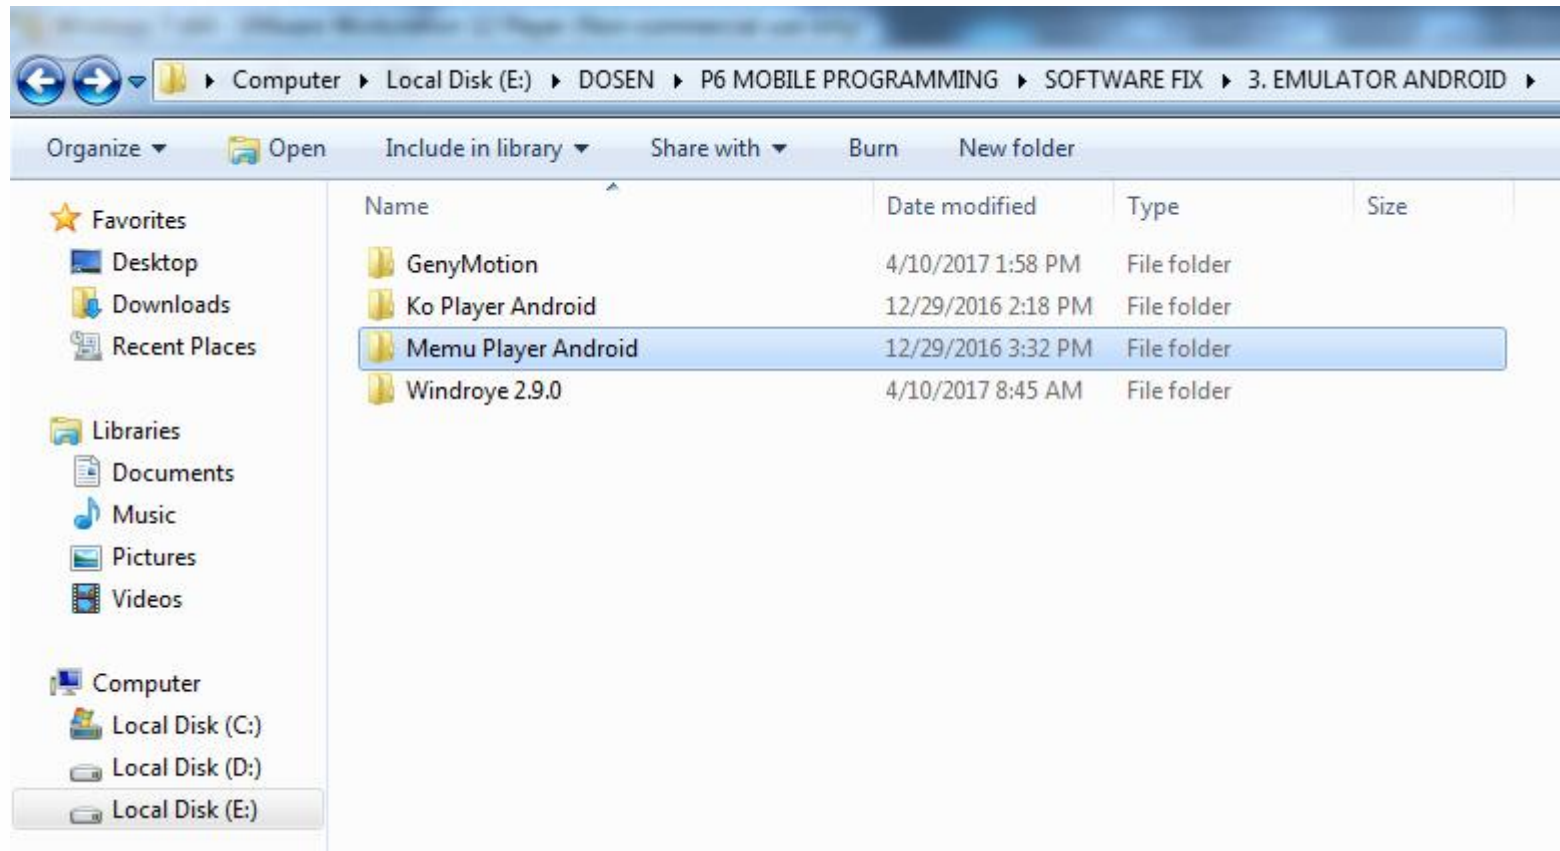 Computer Local Disk (E:) DOSEN P6 MOBILE PROGRAMMING SOFTWARE FIX 3. EMULATOR ANDROID
Organize Open Include in library Share with Burn New folder
Favorites
Desktop
Downloads
Recent Places
Libraries
Documents
Music
Pictures
Videos
Computer
Local Disk (C:)
Local Disk (D:)
Local Disk (E:)
Name Date modified Type Size
GenyMotion 4/10/2017 1:58 PM File folder
Ko Player Android 12/29/2016 2:18 PM File folder
Memu Player Android 12/29/2016 3:32 PM File folder
Windroye 2.9.0 4/10/2017 8:45 AM File folder